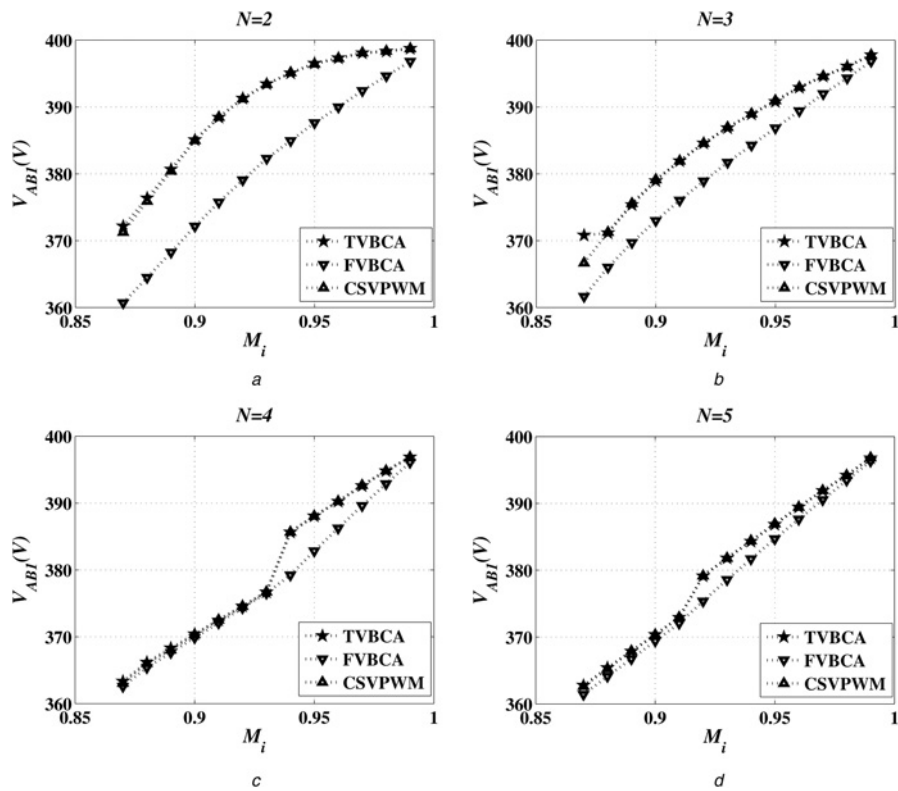 N=2
400
390
380
370
360
0.85
0.9
0.95
1
V_AB1(V)
M_i
TVBCA
FVBCA
CSVPWM
a
N=3
400
390
380
370
360
0.85
0.9
0.95
1
V_AB1(V)
M_i
TVBCA
FVBCA
CSVPWM
b
N=4
400
390
380
370
360
0.85
0.9
0.95
1
V_AB1(V)
M_i
TVBCA
FVBCA
CSVPWM
c
N=5
400
390
380
370
360
0.85
0.9
0.95
1
V_AB1(V)
M_i
TVBCA
FVBCA
CSVPWM
d